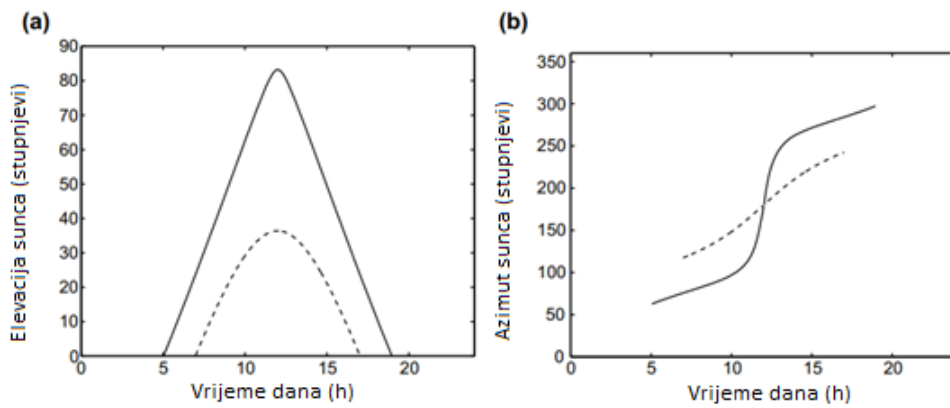 (a)
90
80
70
60
50
40
30
20
10
0
0 5 10 15 20
Elevacija sunca (stupnjevi)
Vrijeme dana (h)
(b)
350
300
250
200
150
100
50
0
0 5 10 15 20
Azimut sunca (stupnjevi)
Vrijeme dana (h)